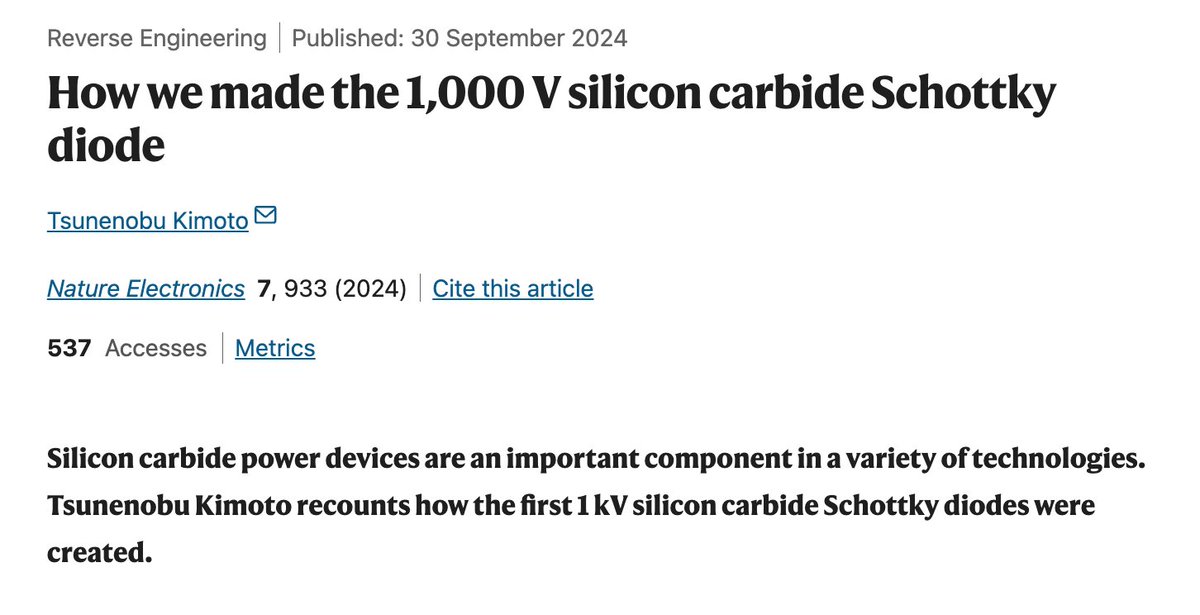 Reverse Engineering | Published: 30 September 2024
How we made the 1,000 V silicon carbide Schottky
diode
Tsunenobu Kimoto
Nature Electronics 7, 933 (2024) | Cite this article
537 Accesses | Metrics
Silicon carbide power devices are an important component in a variety of technologies.
Tsunenobu Kimoto recounts how the first 1 kV silicon carbide Schottky diodes were
created.